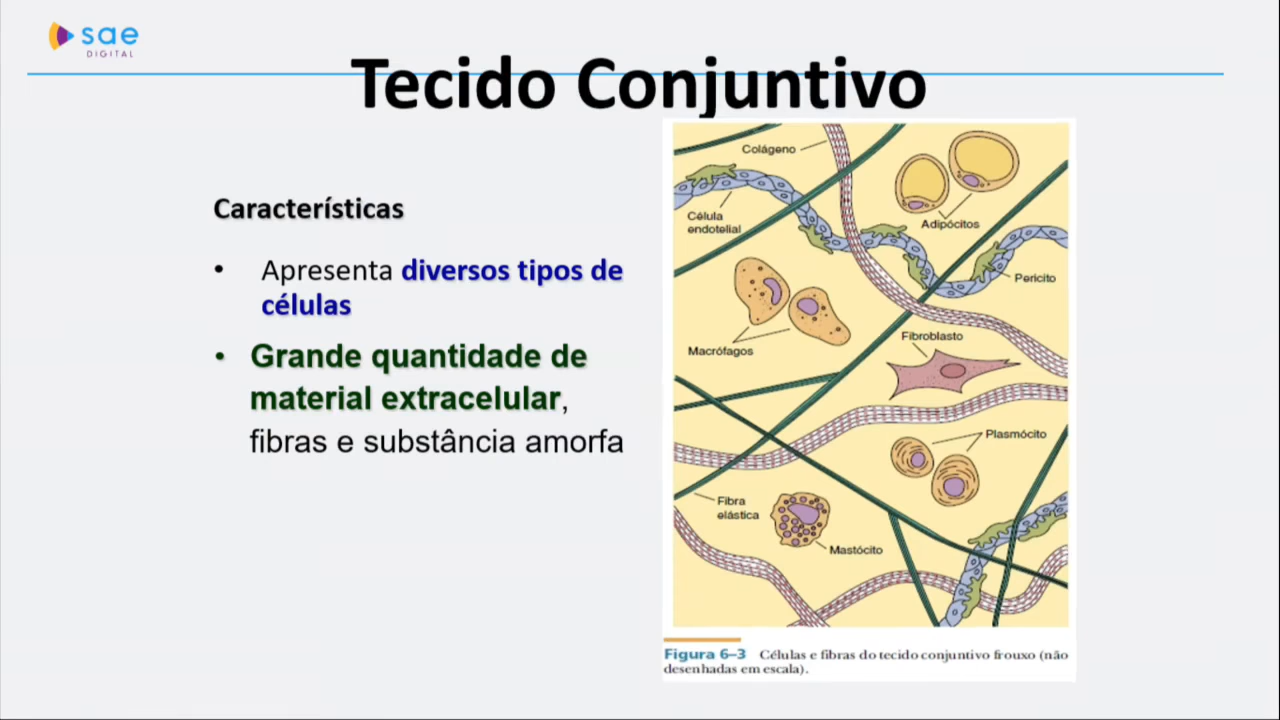 sae
DIGITAL
Tecido Conjuntivo
Características
• Apresenta diversos tipos de
células
• Grande quantidade de
material extracelular,
fibras e substância amorfa
Colágeno
Célula
endotelial
Adipócitos
Pericito
Macrófagos
Fibroblasto
Plasmócito
Fibra
elástica
Mastócito
Figura 6–3 Células e fibras do tecido conjuntivo frouxo (não
desenhadas em escala).